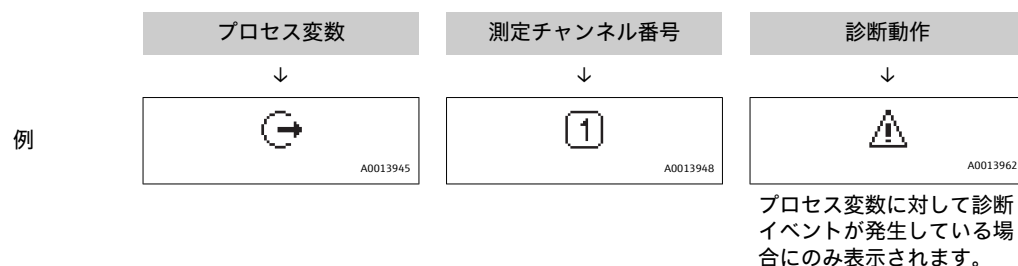 プロセス変数 測定チャンネル番号 診断動作
↓ ↓ ↓
例
1
A0013945 A0013948 A0013962
プロセス変数に対して診断
イベントが発生している場
合にのみ表示されます。